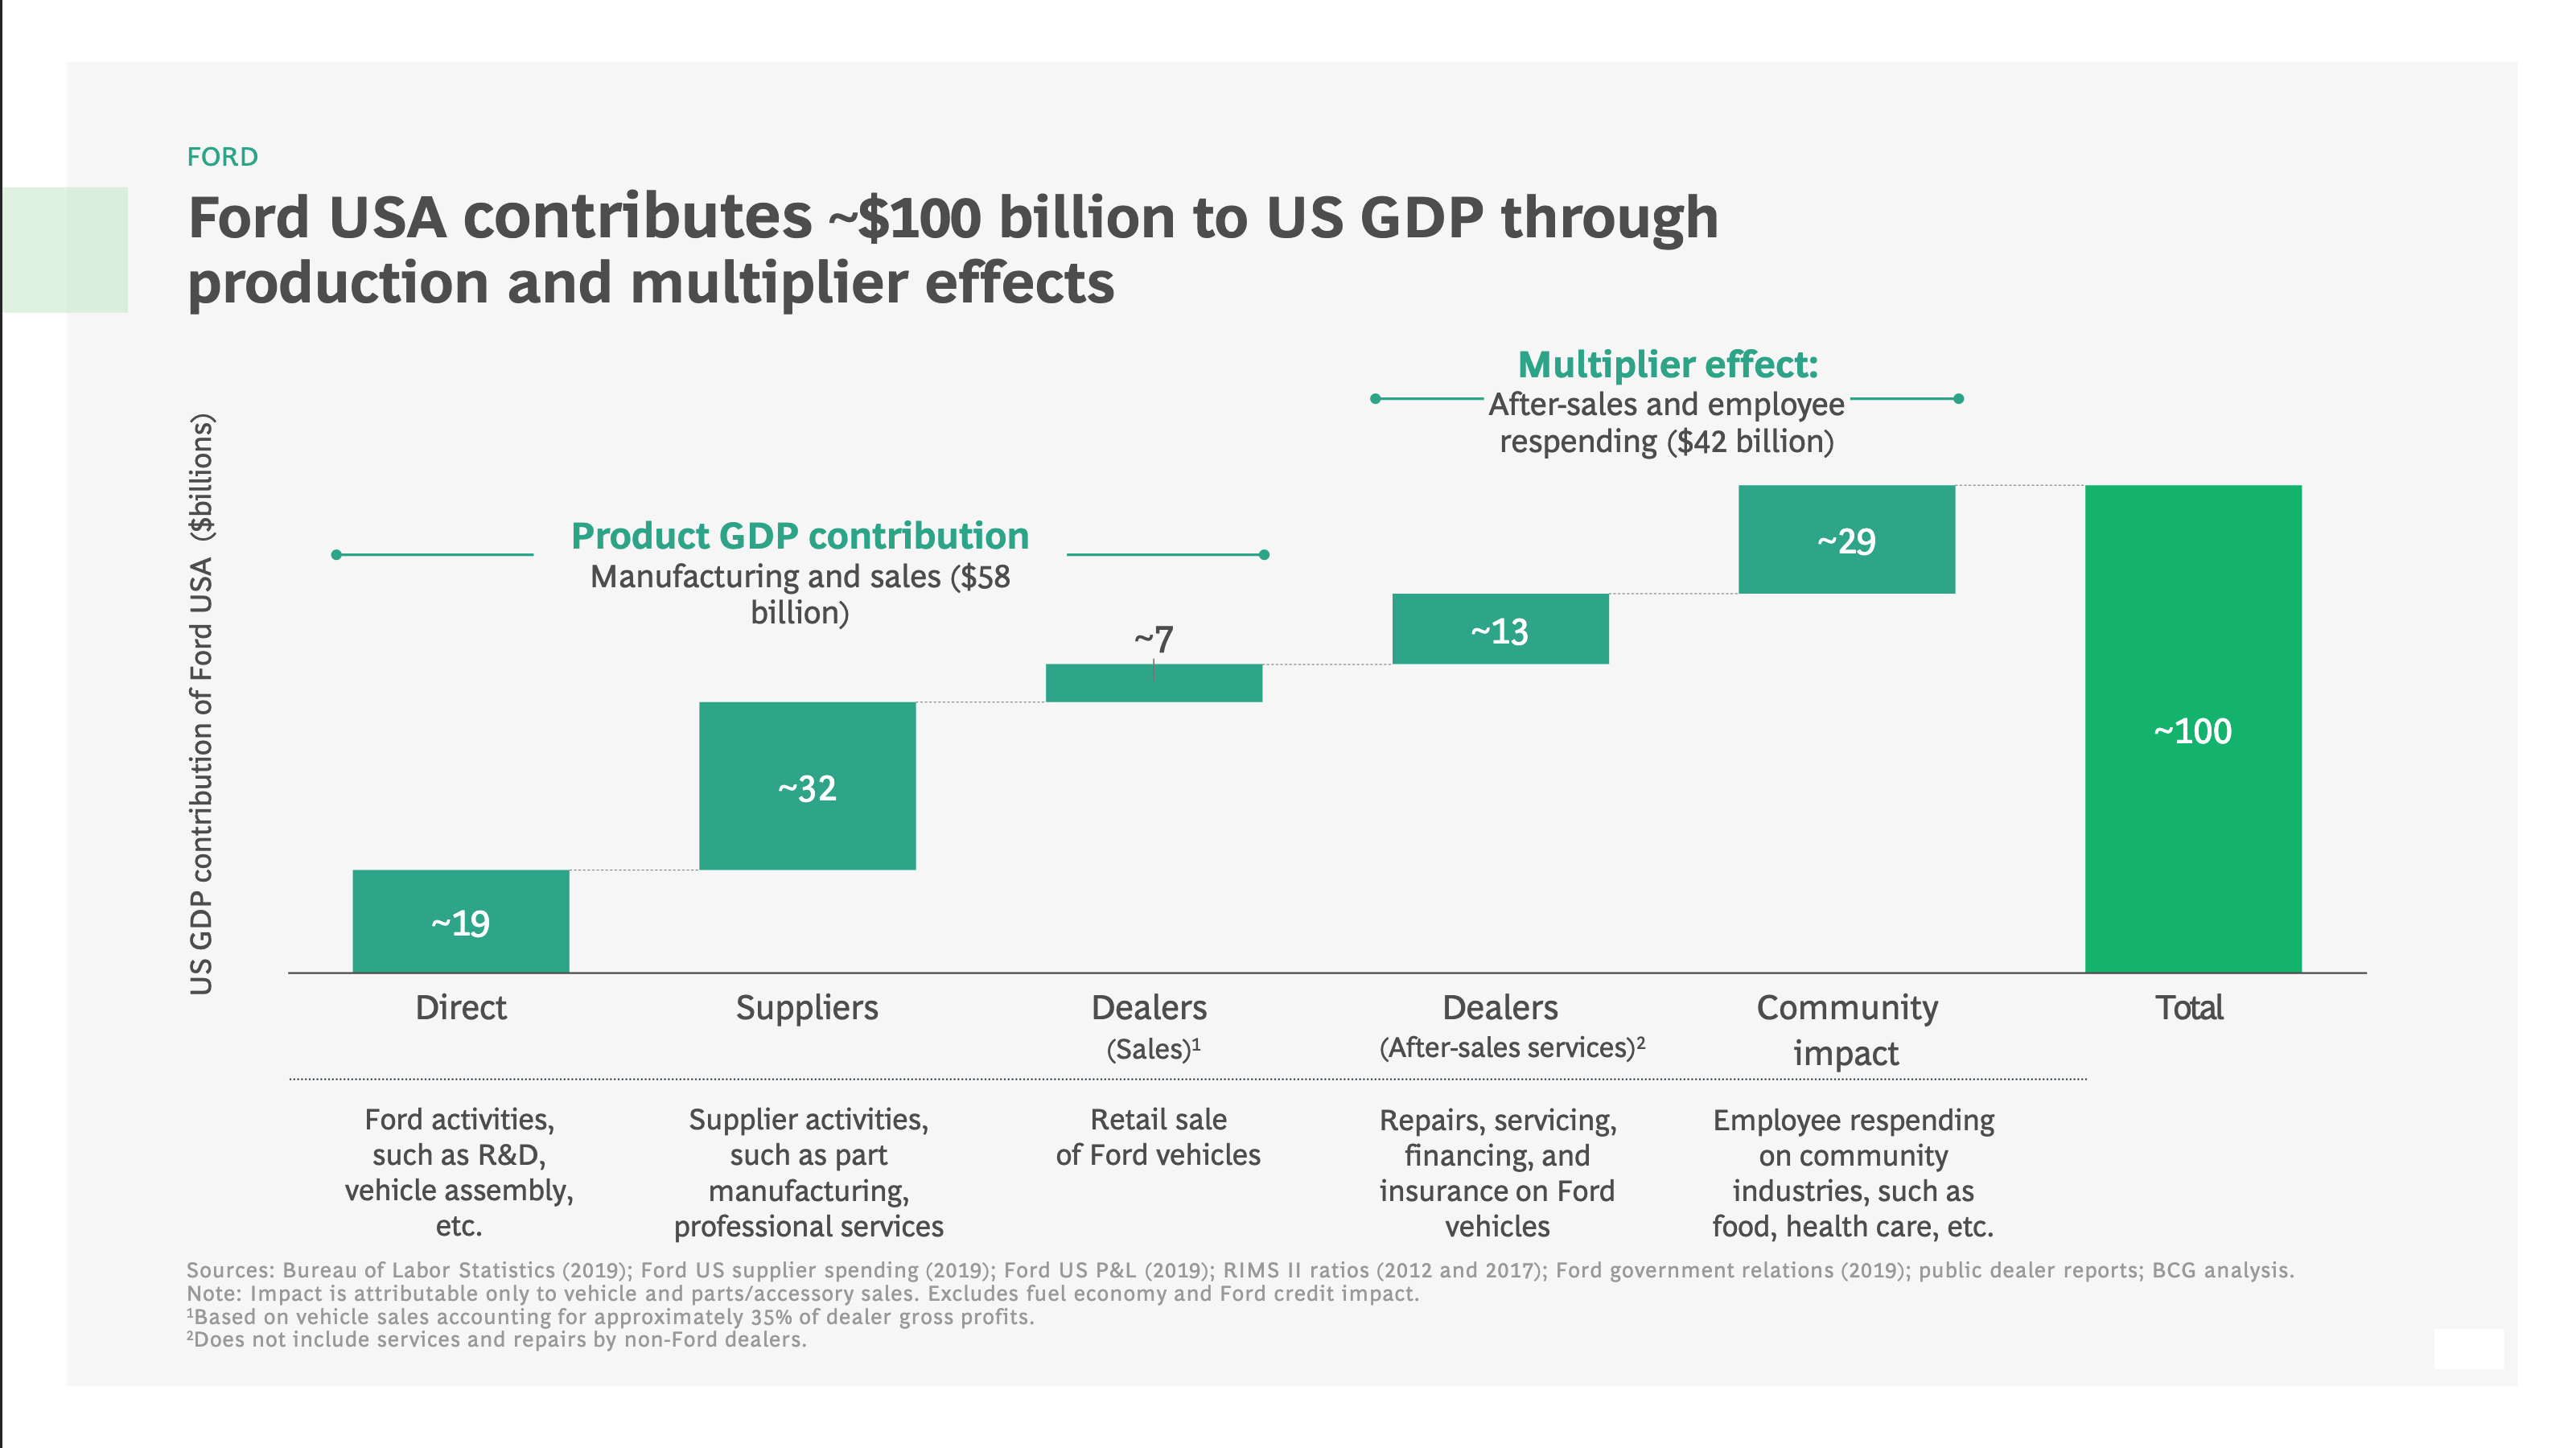 FORD
Ford USA contributes ~$100 billion to US GDP through
production and multiplier effects
US GDP contribution of Ford USA ($billions)
Product GDP contribution
Manufacturing and sales ($58
billion)
Multiplier effect:
After-sales and employee
respending ($42 billion)
~19
~32
~7
~13
~29
~100
Direct
Suppliers
Dealers
(Sales)¹
Dealers
(After-sales services)²
Community
impact
Total
Ford activities,
such as R&D,
vehicle assembly,
etc.
Supplier activities,
such as part
manufacturing,
professional services
Retail sale
of Ford vehicles
Repairs, servicing,
financing, and
insurance on Ford
vehicles
Employee respending
on community
industries, such as
food, health care, etc.
Sources: Bureau of Labor Statistics (2019); Ford US supplier spending (2019); Ford US P&L (2019); RIMS II ratios (2012 and 2017); Ford government relations (2019); public dealer reports; BCG analysis.
Note: Impact is attributable only to vehicle and parts/accessory sales. Excludes fuel economy and Ford credit impact.
¹Based on vehicle sales accounting for approximately 35% of dealer gross profits.
²Does not include services and repairs by non-Ford dealers.